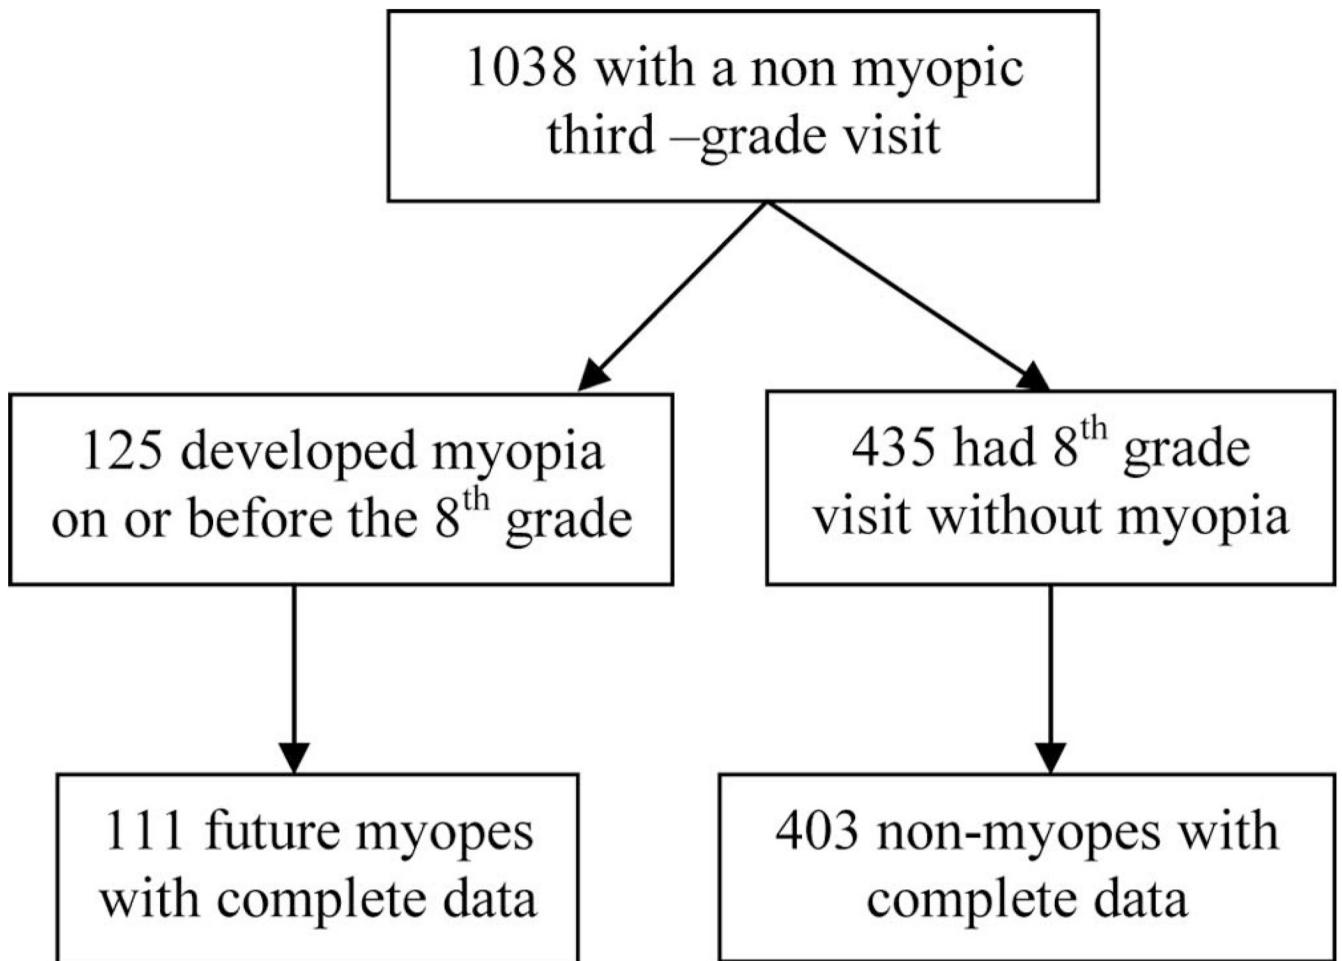 1038 with a non myopic
third –grade visit
125 developed myopia
on or before the 8th grade
435 had 8th grade
visit without myopia
111 future myopes
with complete data
403 non-myopes with
complete data